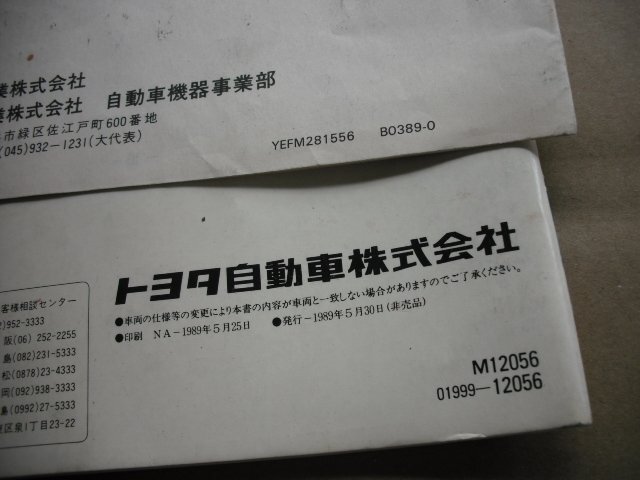 業株式会社
業株式会社 自動車機器事業部
市緑区佐江戸町600番地
(045)932-1231(大代表)
YEFM281556 B0389-0
トヨタ自動車株式会社
●車両の仕様等の変更により本書の内容が車両と一致しない場合がありますのでご了承ください。
●印刷 NA-1989年5月25日 ●発行-1989年5月30日(非売品)
客様相談センター
)952-3333
阪(06) 252-2255
島(082)231-5333
松(0878)23-4333
岡(092)938-3333
島(0992)27-5333
区泉1丁目23-22
M12056
01999-12056